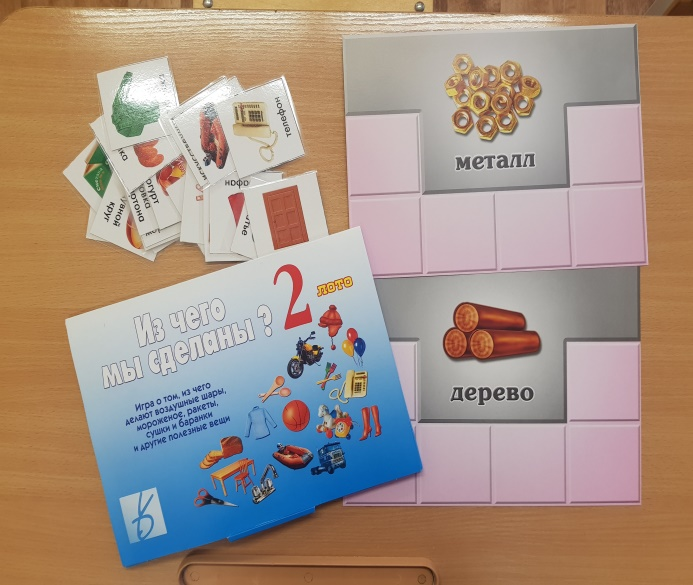 металл
дерево
Из чего
мы сделаны ?
2
лото
Игра о том, из чего
делают воздушные шары,
мороженое, ракеты,
сушки и баранки
и другие полезные вещи
телефон
круг